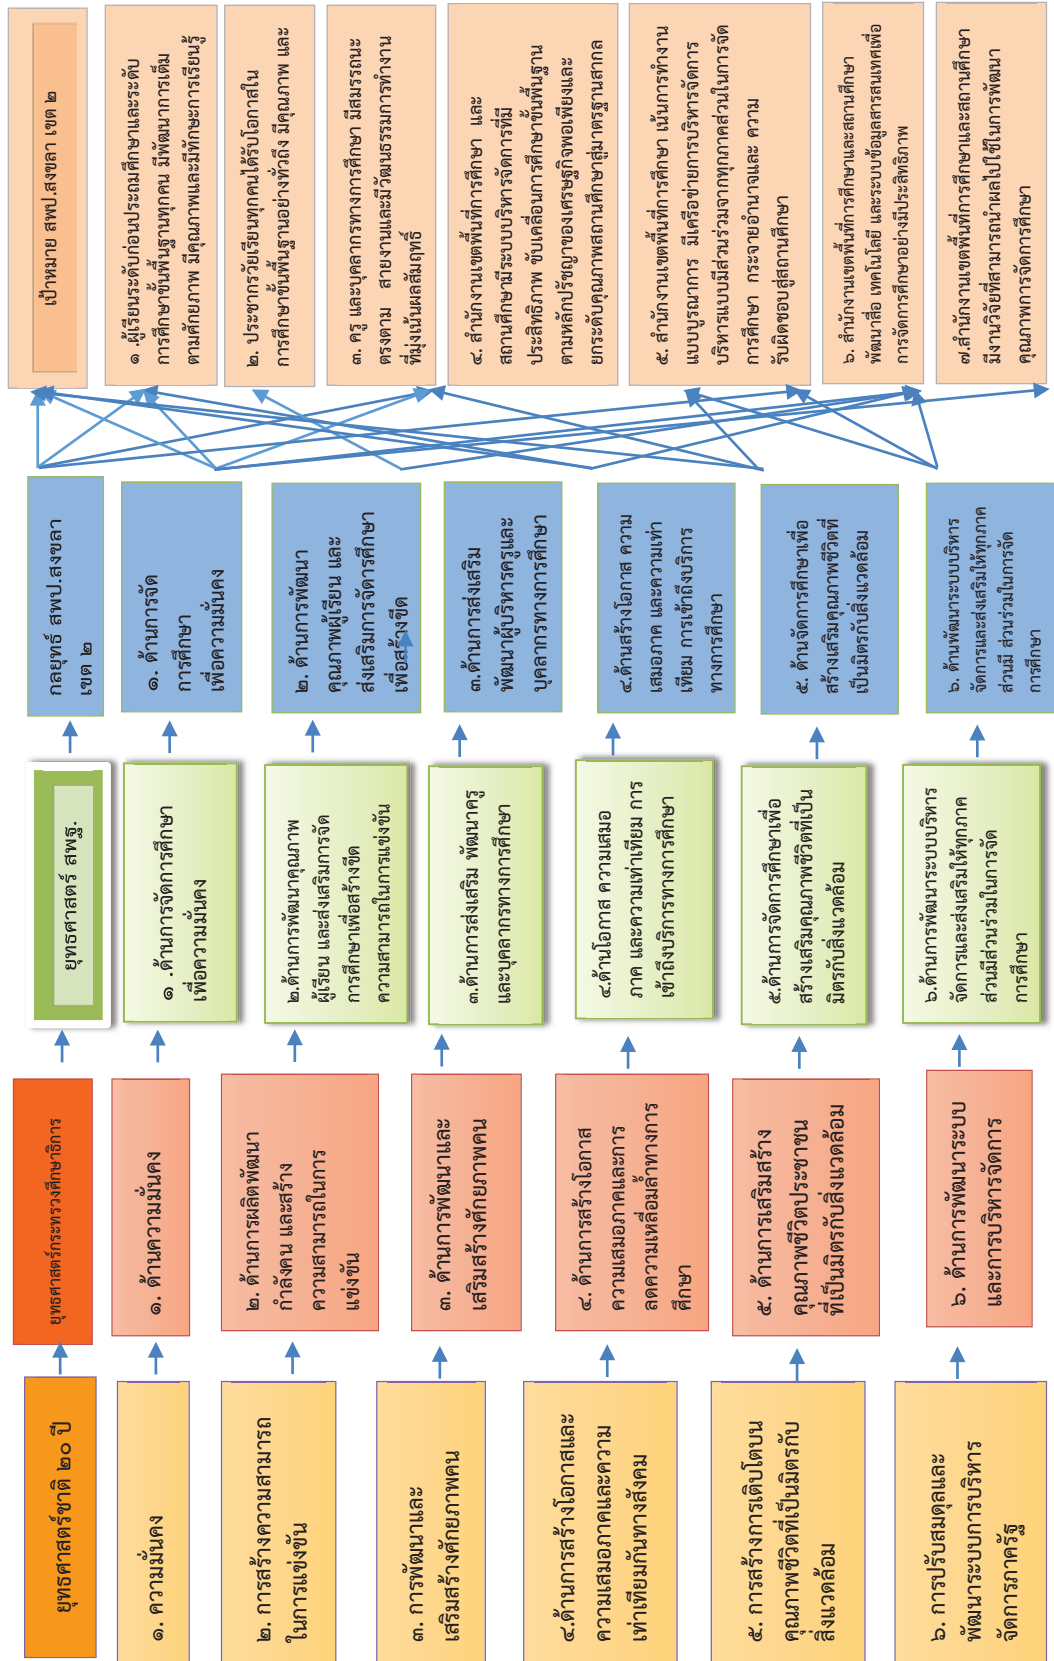 ยุทธศาสตร์ชาติ ๒๐ ปี
๑. ความมั่นคง
๒. การสร้างความสามารถ
ในการแข่งขัน
๓. การพัฒนาและ
เสริมสร้างศักยภาพคน
๔.ด้านการสร้างโอกาสและ
ความเสมอภาคและความ
เท่าเทียมกันทางสังคม
๕. การสร้างการเติบโตบน
คุณภาพชีวิตที่เป็นมิตรกับ
สิ่งแวดล้อม
๖. การปรับสมดุลและ
พัฒนาระบบการบริหาร
จัดการภาครัฐ
ยุทธศาสตร์กระทรวงศึกษาธิการ
๑. ด้านความมั่นคง
๒. ด้านการผลิตพัฒนา
กำลังคน และสร้าง
ความสามารถในการ
แข่งขัน
๓. ด้านการพัฒนาและ
เสริมสร้างศักยภาพคน
๔. ด้านการสร้างโอกาส
ความเสมอภาคและการ
ลดความเหลื่อมล้ำทางการ
ศึกษา
๕. ด้านการเสริมสร้าง
คุณภาพชีวิตประชาชน
ที่เป็นมิตรกับสิ่งแวดล้อม
๖. ด้านการพัฒนาระบบ
และการบริหารจัดการ
ยุทธศาสตร์ สพฐ.
๑ .ด้านการจัดการศึกษา
เพื่อความมั่นคง
๒.ด้านการพัฒนาคุณภาพ
ผู้เรียน และส่งเสริมการจัด
การศึกษาเพื่อสร้างขีด
ความสามารถในการแข่งขัน
๓.ด้านการส่งเสริม พัฒนาครู
และบุคลากรทางการศึกษา
๔.ด้านโอกาส ความเสมอ
ภาค และความเท่าเทียม การ
เข้าถึงบริการทางการศึกษา
๕.ด้านการจัดการศึกษาเพื่อ
สร้างเสริมคุณภาพชีวิตที่เป็น
มิตรกับสิ่งแวดล้อม
๖.ด้านการพัฒนาระบบบริหาร
จัดการและส่งเสริมให้ทุกภาค
ส่วนมีส่วนร่วมในการจัด
การศึกษา
กลยุทธ์ สพป.สงขลา
เขต ๒
๑. ด้านการจัด
การศึกษา
เพื่อความมั่นคง
๒. ด้านการพัฒนา
คุณภาพผู้เรียน และ
ส่งเสริมการจัดารศึกษา
เพื่อสร้างขีด
๓.ด้านการส่งเสริม
พัฒนาผู้บริหารครูและ
บุคลากรทางการศึกษา
๔.ด้านสร้างโอกาส ความ
เสมอภาค และความเท่า
เทียม การเข้าถึงบริการ
ทางการศึกษา
๕. ด้านจัดการศึกษาเพื่อ
สร้างเสริมคุณภาพชีวิตที่
เป็นมิตรกับสิ่งแวดล้อม
๖. ด้านพัฒนาระบบบริหาร
จัดการและส่งเสริมให้ทุกภาค
ส่วนมี ส่วนร่วมในการจัด
การศึกษา
เป้าหมาย สพป.สงขลา เขต ๒
๑ .ผู้เรียนระดับก่อนประถมศึกษาและระดับ
การศึกษาขั้นพื้นฐานทุกคน มีพัฒนาการเต็ม
ตามศักยภาพ มีคุณภาพและมีทักษะการเรียนรู้
๒. ประชากรวัยเรียนทุกคนได้รับโอกาสใน
การศึกษาขั้นพื้นฐานอย่างทั่วถึง มีคุณภาพ และ
๓. ครู และบุคลากรทางการศึกษา มีสมรรถนะ
ตรงตาม สายงานและมีวัฒนธรรมการทำงาน
ที่มุ่งเน้นผลสัมฤทธิ์
๔. สำนักงานเขตพื้นที่การศึกษา และ
สถานศึกษามีระบบบริหารจัดการที่มี
ประสิทธิภาพ ขับเคลื่อนการศึกษาขั้นพื้นฐาน
ตามหลักปรัชญาของเศรษฐกิจพอเพียงและ
ยกระดับคุณภาพสถานศึกษาสู่มาตรฐานสากล
๕. สำนักงานเขตพื้นที่การศึกษา เน้นการทำงาน
แบบบูรณาการ มีเครือข่ายการบริหารจัดการ
บริหารแบบมีส่วนร่วมจากทุกภาคส่วนในการจัด
การศึกษา กระจายอำนาจและ ความ
รับผิดชอบสู่สถานศึกษา
๖. สำนักงานเขตพื้นที่การศึกษาและสถานศึกษา
พัฒนาสื่อ เทคโนโลยี และระบบข้อมูลสารสนเทศเพื่อ
การจัดการศึกษาอย่างมีประสิทธิภาพ
๗.สำนักงานเขตพื้นที่การศึกษาและสถานศึกษา
มีงานวิจัยที่สามารถนำผลไปใช้ในการพัฒนา
คุณภาพการจัดการศึกษา